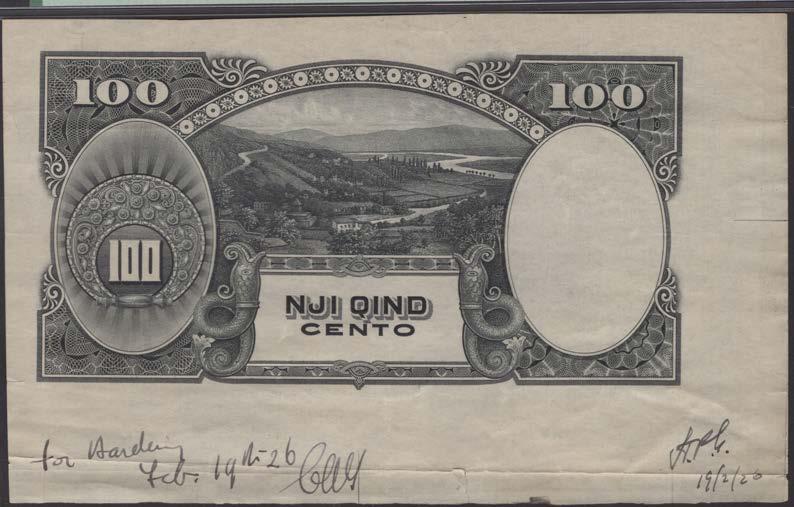 100 100
100
NJI QIND
CENTO
for Hardening
Feb. 19th 26
H.P.G.
19/2/26